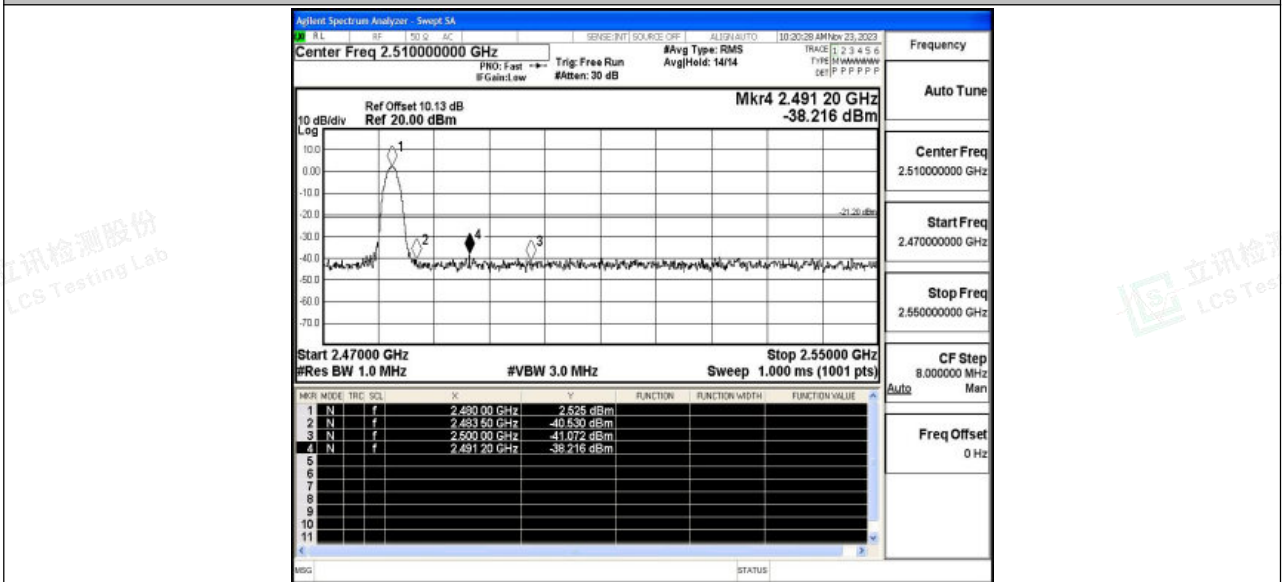 Agilent Spectrum Analyzer - Swept SA
RL RF 50 Ω AC SENSE:INT SOURCE OFF ALIGN AUTO 10:20:28 AM Nov 23, 2023
Center Freq 2.510000000 GHz
PNO: Fast
IFGain:Low
Trig: Free Run
#Atten: 30 dB
#Avg Type: RMS
Avg|Hold: 14/14
TRACE 1 2 3 4 5 6
TYPE M WWWWW
DET P P P P P P
Mkr4 2.491 20 GHz
-38.216 dBm
Ref Offset 10.13 dB
10 dB/div Ref 20.00 dBm
Log
10.0
0.00
-10.0
-20.0
-30.0
-40.0
-50.0
-60.0
-70.0
1
2
4
3
-21.20 dBm
Start 2.47000 GHz Stop 2.55000 GHz
#Res BW 1.0 MHz #VBW 3.0 MHz Sweep 1.000 ms (1001 pts)
MKR MODE TRC SCL X Y FUNCTION FUNCTION WIDTH FUNCTION VALUE
1 N f 2.480 00 GHz 2.525 dBm
2 N f 2.483 50 GHz -40.530 dBm
3 N f 2.500 00 GHz -41.072 dBm
4 N f 2.491 20 GHz -38.216 dBm
5
6
7
8
9
10
11
MSG STATUS
Frequency
Auto Tune
Center Freq
2.510000000 GHz
Start Freq
2.470000000 GHz
Stop Freq
2.550000000 GHz
CF Step
8.000000 MHz
Auto Man
Freq Offset
0 Hz
立讯检测股份
LCS Testing Lab
立讯检
LCS Tes